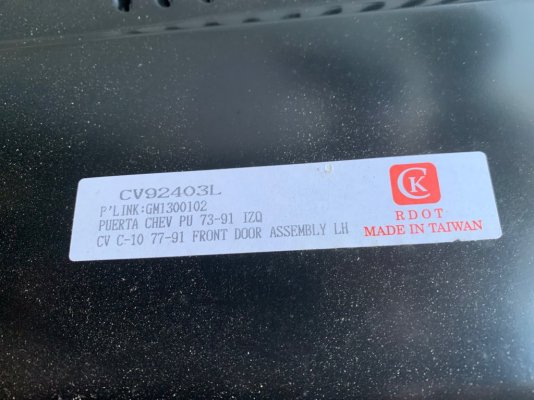 CV92403L
P'LINK:GM1300102
PUERTA CHEV PU 73-91 IZQ
CV C-10 77-91 FRONT DOOR ASSEMBLY LH
CK
RDOT
MADE IN TAIWAN